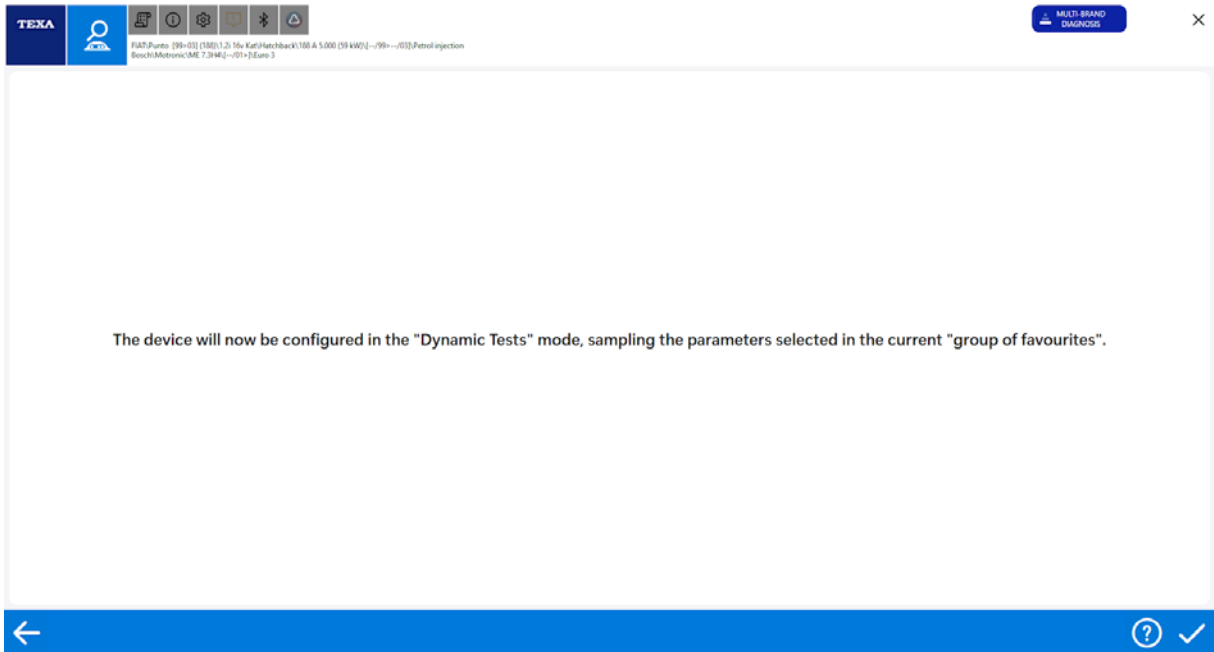 TEXA
MULTI-BRAND
DIAGNOSIS
FIAT\Punto [99>03] (188)\1.2i 16v Kat\Hatchback\188 A 5.000 (59 kW)\[--/99>--/03]\Petrol injection
Bosch\Motronic\ME 7.3H4\[--/01>]\Euro 3
The device will now be configured in the "Dynamic Tests" mode, sampling the parameters selected in the current "group of favourites".